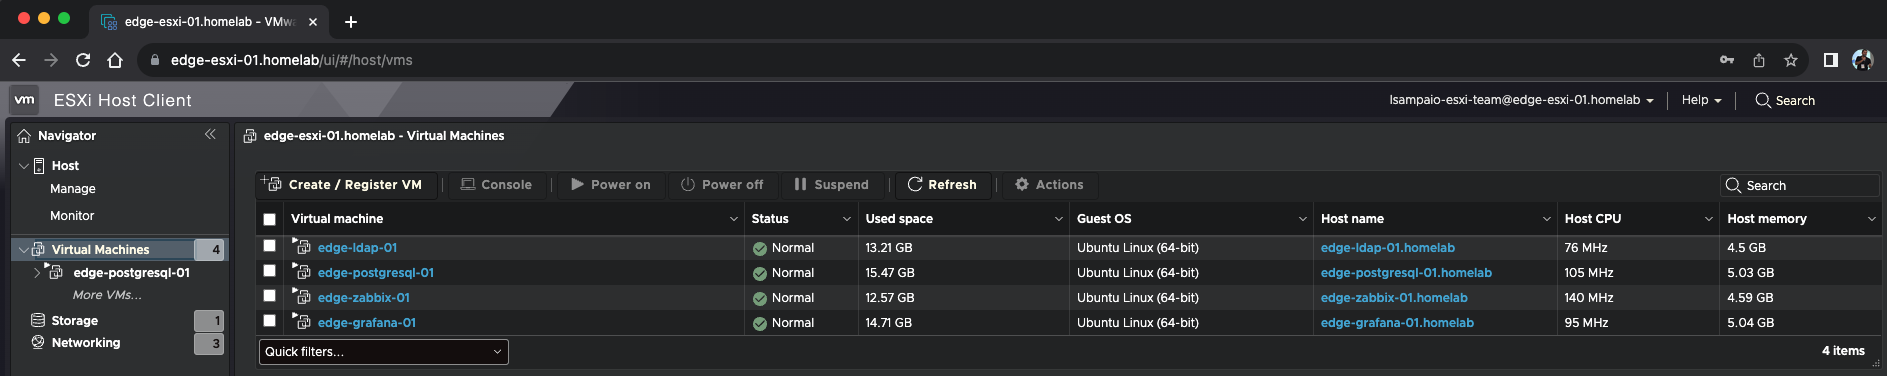 edge-esxi-01.homelab - VMwa
edge-esxi-01.homelab/ui/#/host/vms
vm ESXi Host Client
lsampaio-esxi-team@edge-esxi-01.homelab Help Search
Navigator
Host
Manage
Monitor
Virtual Machines 4
edge-postgresql-01
More VMs...
Storage 1
Networking 3
edge-esxi-01.homelab - Virtual Machines
Create / Register VM Console Power on Power off Suspend Refresh Actions Search
Virtual machine Status Used space Guest OS Host name Host CPU Host memory
edge-ldap-01 Normal 13.21 GB Ubuntu Linux (64-bit) edge-ldap-01.homelab 76 MHz 4.5 GB
edge-postgresql-01 Normal 15.47 GB Ubuntu Linux (64-bit) edge-postgresql-01.homelab 105 MHz 5.03 GB
edge-zabbix-01 Normal 12.57 GB Ubuntu Linux (64-bit) edge-zabbix-01.homelab 140 MHz 4.59 GB
edge-grafana-01 Normal 14.71 GB Ubuntu Linux (64-bit) edge-grafana-01.homelab 95 MHz 5.04 GB
Quick filters... 4 items